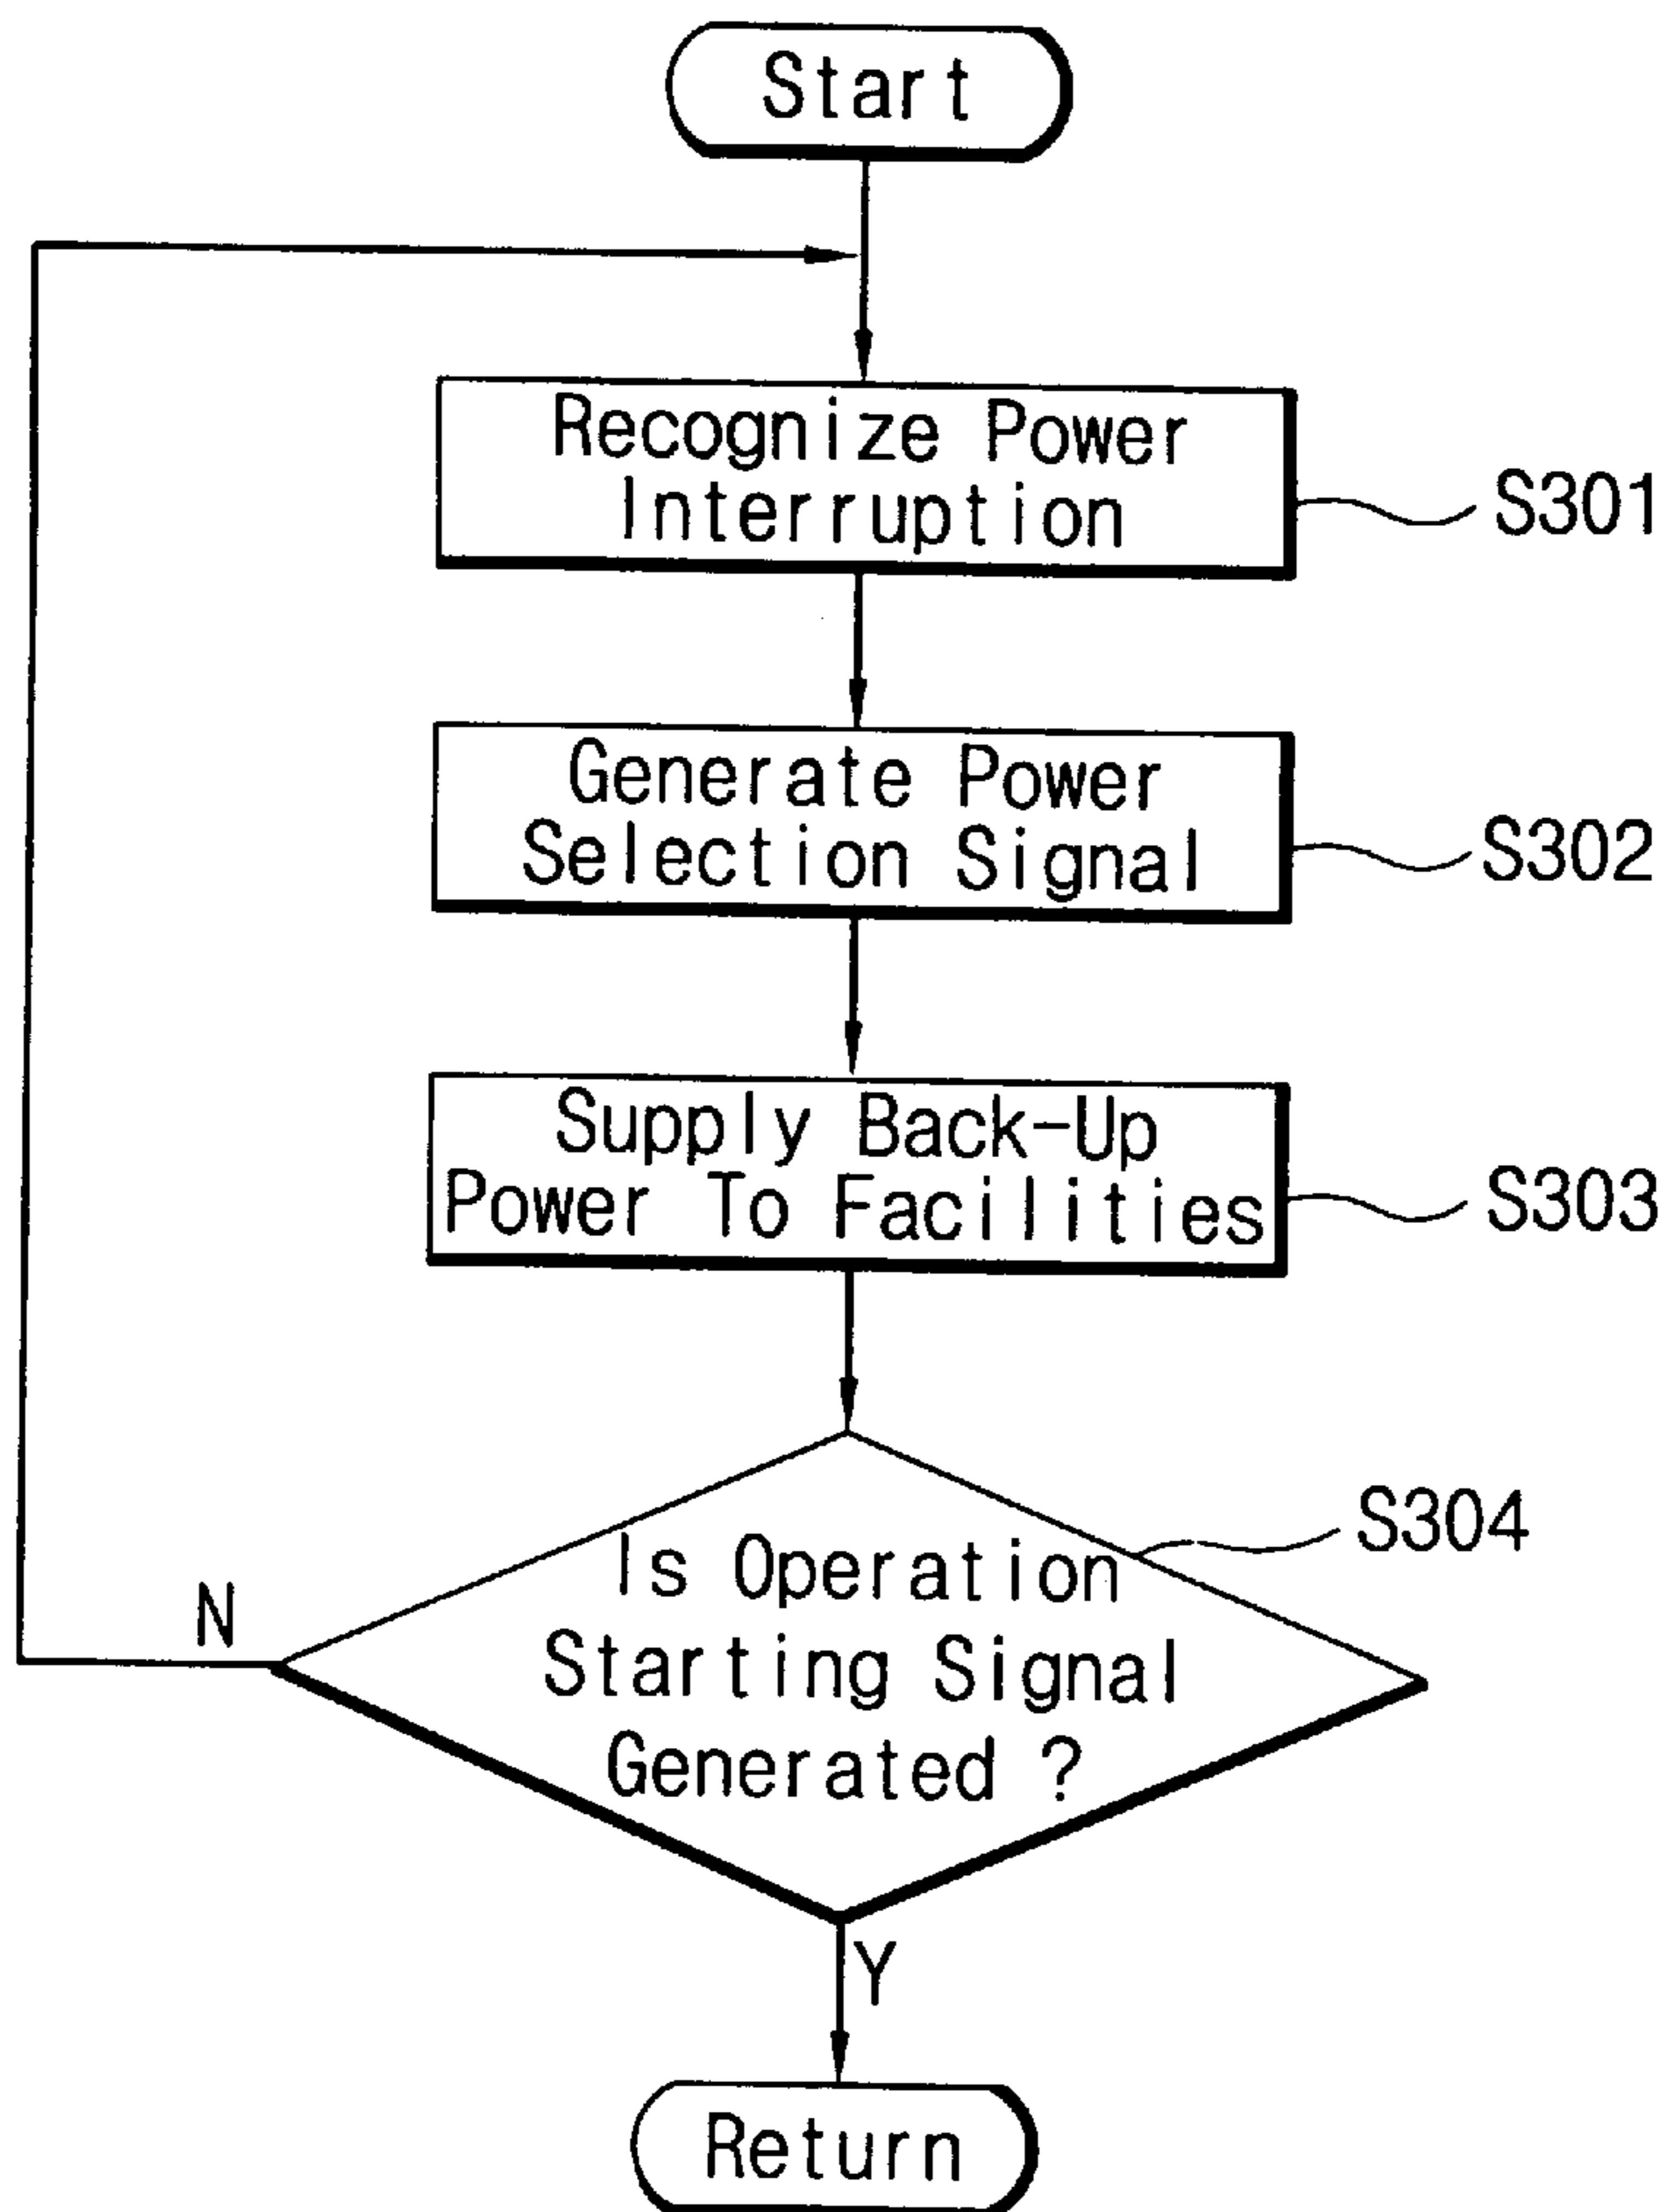 Start
Recognize Power
Interruption
S301
Generate Power
Selection Signal
S302
Supply Back-Up
Power To Facilities
S303
Is Operation
Starting Signal
Generated ?
S304
N
Y
Return